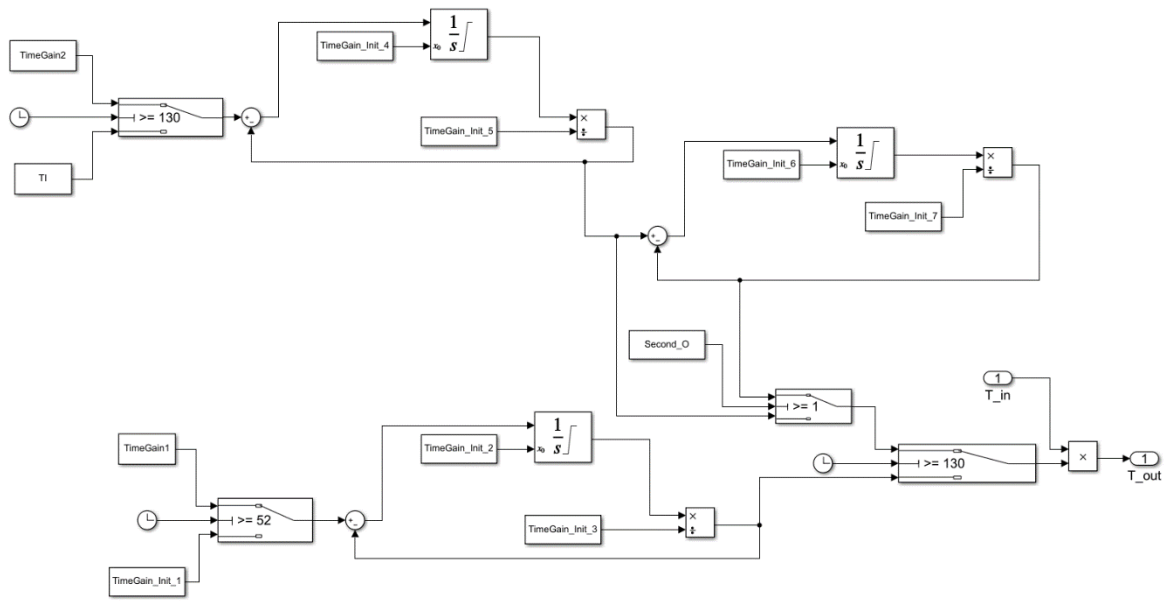 1
s
x₀
TimeGain_Init_4
TimeGain2
>= 130
+
-
TimeGain_Init_5
×
÷
TI
1
s
x₀
TimeGain_Init_6
×
÷
TimeGain_Init_7
+
-
Second_O
1
T_in
>= 1
1
s
x₀
TimeGain1
TimeGain_Init_2
>= 130
×
1
T_out
>= 52
+
-
TimeGain_Init_3
×
÷
TimeGain_Init_1